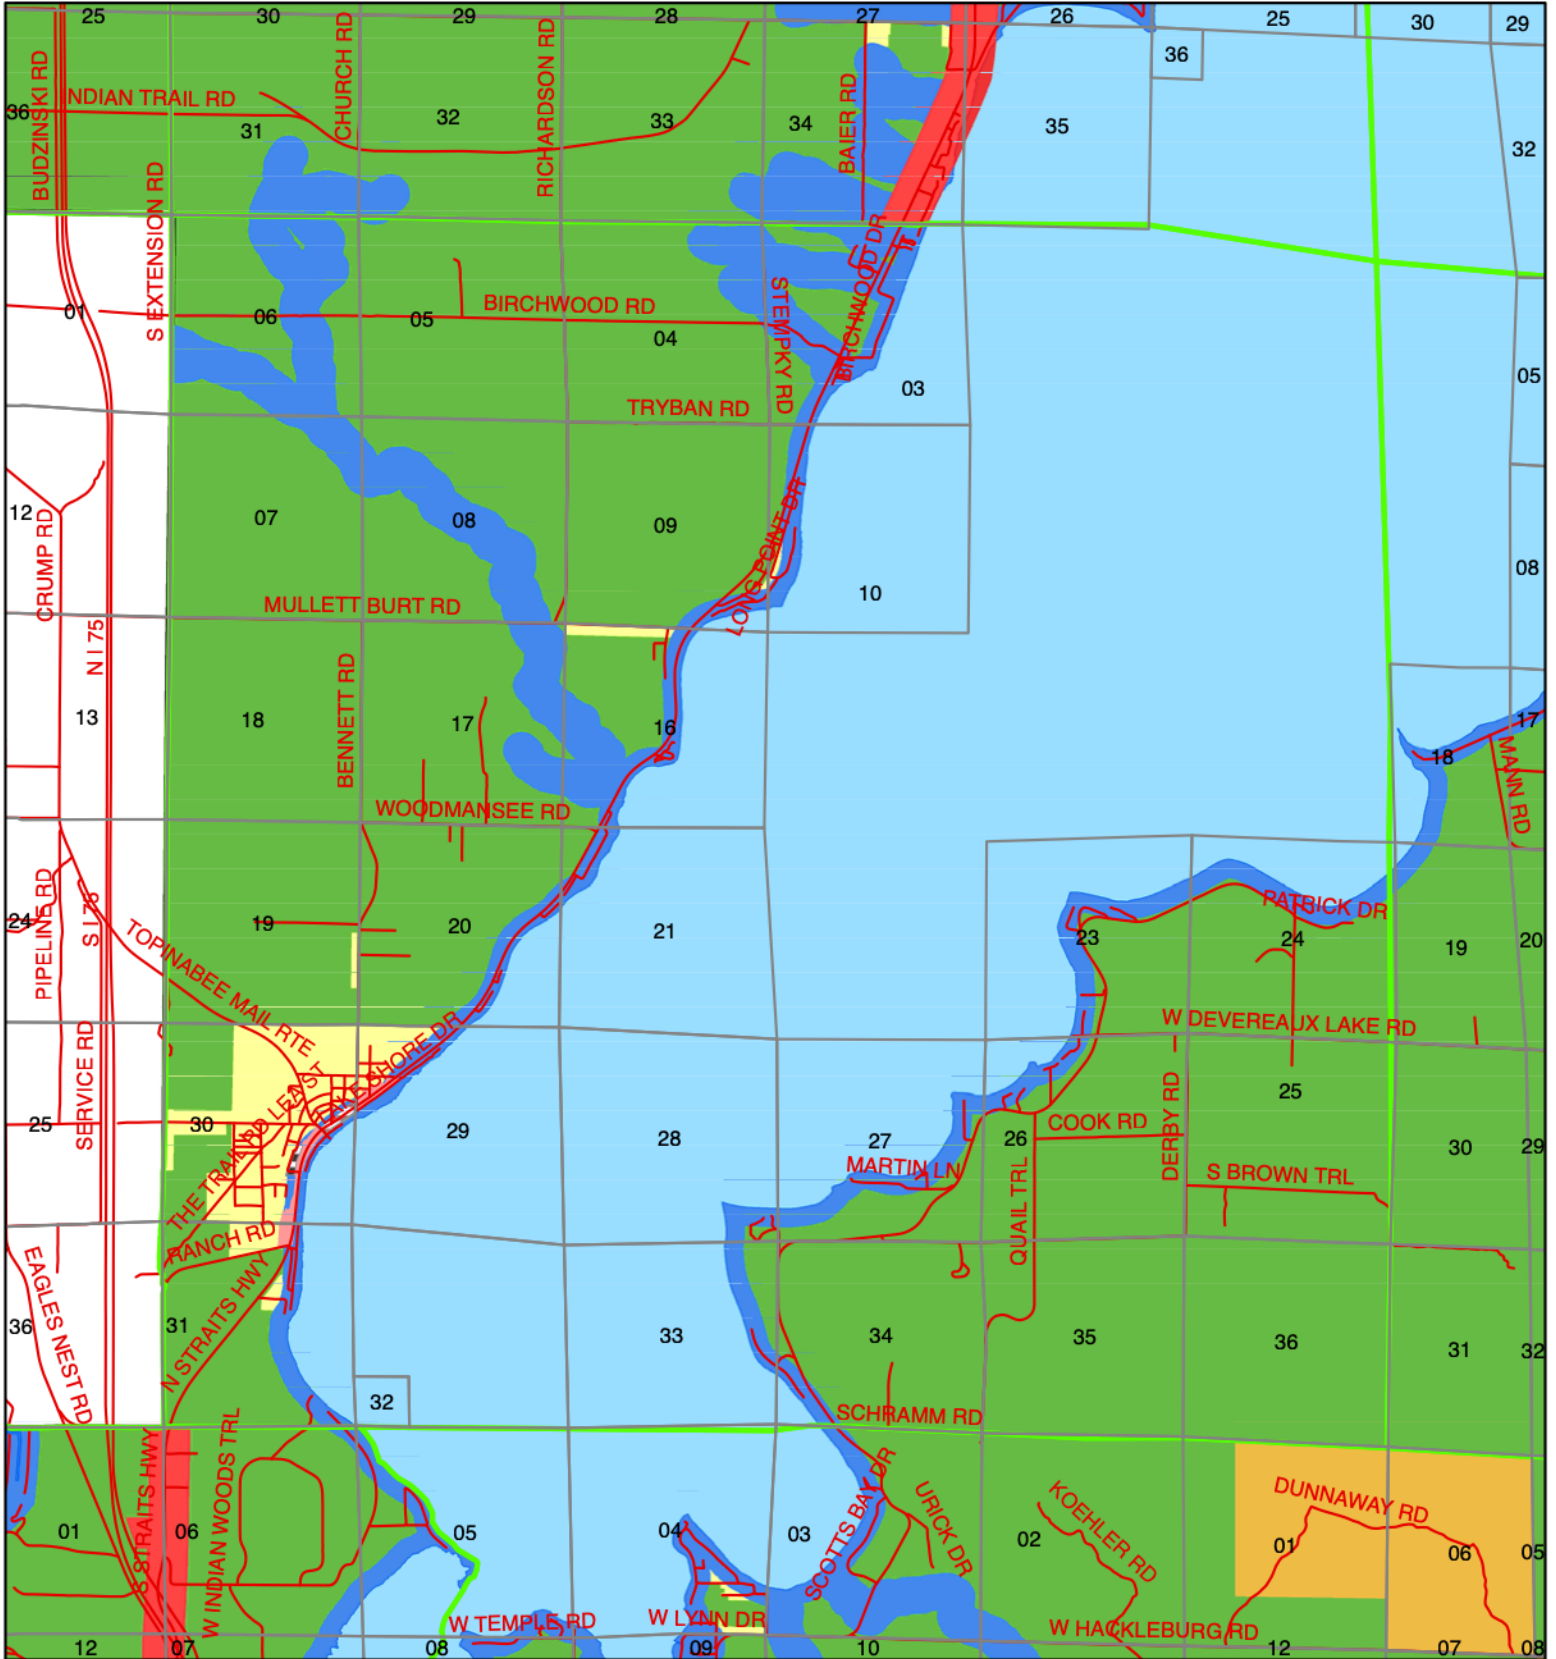 25
30
29
28
27
26
25
30
29
36
CHURCH RD
RICHARDSON RD
BUDZINSKI RD
NDIAN TRAIL RD
36
31
32
33
34
BAIER RD
35
32
S EXTENSION RD
BIRCHWOOD DR
01
06
05
BIRCHWOOD RD
04
STEMPKY RD
03
05
TRYBAN RD
12
CRUMP RD
07
08
09
LONG POINT DR
10
08
MULLETT BURT RD
N I 75
13
18
BENNETT RD
17
16
17
18
MANN RD
WOODMANSEE RD
PIPELINE RD
24
S I 75
19
20
21
23
PATRICK DR
24
19
20
TOPINABEE MAIL RTE
LAKE SHORE DR
W DEVEREAUX LAKE RD
SERVICE RD
25
30
THE TRAIL RD
EAST
29
28
27
26
COOK RD
DERBY RD
25
30
29
MARTIN LN
QUAIL TRL
S BROWN TRL
RANCH RD
EAGLES NEST RD
36
31
N STRAITS HWY
33
34
35
36
31
32
32
SCHRAMM RD
S STRAITS HWY
W INDIAN WOODS TRL
01
06
05
04
03
SCOTTS BAY DR
URICK DR
02
KOEHLER RD
DUNNAWAY RD
01
06
05
W TEMPLE RD
W LYNN DR
W HACKLEBURG RD
12
07
08
09
10
12
07
08